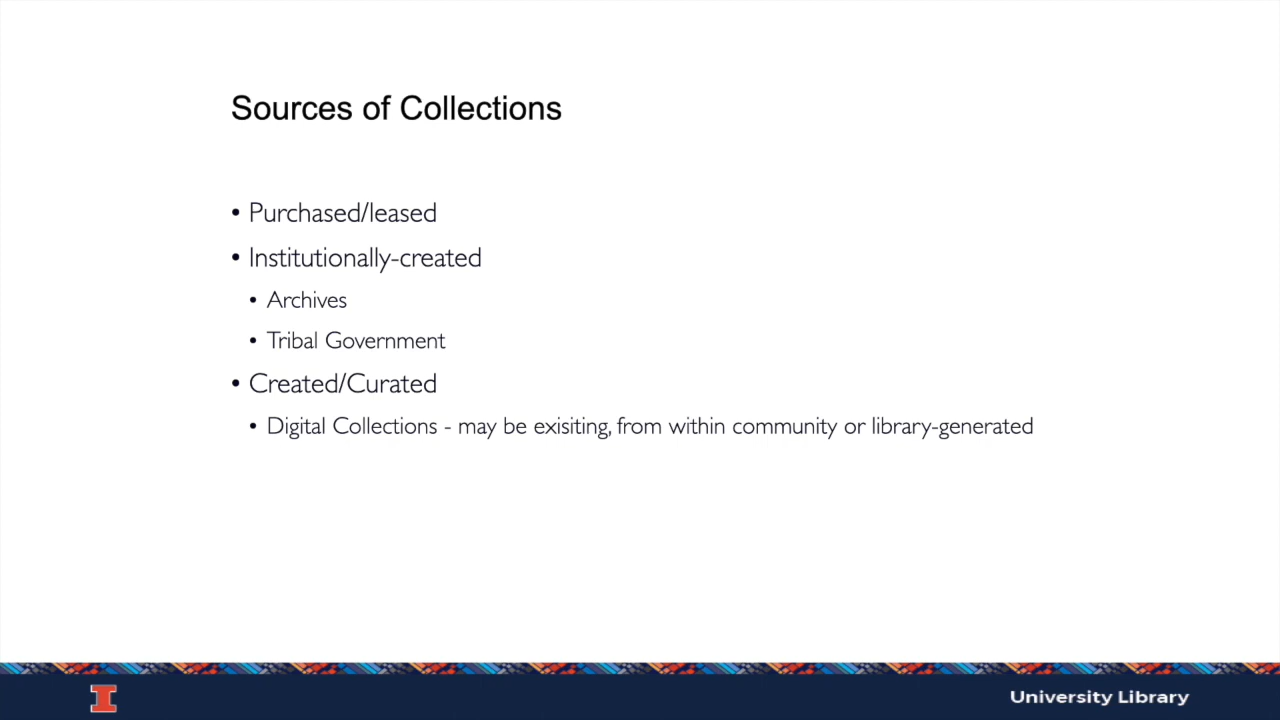 Sources of Collections
• Purchased/leased
• Institutionally-created
• Archives
• Tribal Government
• Created/Curated
• Digital Collections - may be exisiting, from within community or library-generated
I
University Library